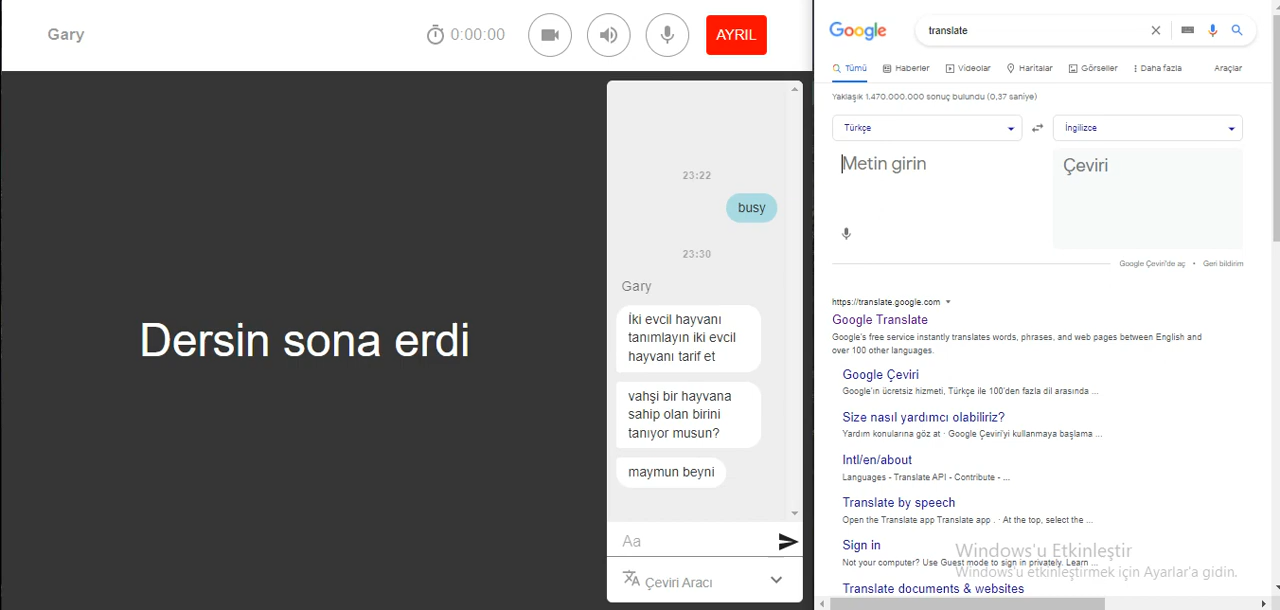 Gary
0:00:00
AYRIL
Dersin sona erdi
23:22
busy
23:30
Gary
İki evcil hayvanı
tanımlayın iki evcil
hayvanı tarif et
vahşi bir hayvana
sahip olan birini
tanıyor musun?
maymun beyni
Aa
Çeviri Aracı
Google
translate
Tümü
Haberler
Videolar
Haritalar
Görseller
Daha fazla
Araçlar
Yaklaşık 1.470.000.000 sonuç bulundu (0,37 saniye)
Türkçe
İngilizce
Metin girin
Çeviri
Google Çeviri'de aç • Geri bildirim
https://translate.google.com
Google Translate
Google's free service instantly translates words, phrases, and web pages between English and
over 100 other languages.
Google Çeviri
Google'ın ücretsiz hizmeti, Türkçe ile 100'den fazla dil arasında ...
Size nasıl yardımcı olabiliriz?
Yardım konularına göz at · Google Çeviri'yi kullanmaya başlama ...
Intl/en/about
Languages - Translate API - Contribute - ...
Translate by speech
Open the Translate app Translate app . · At the top, select the ...
Sign in
Not your computer? Use Guest mode to sign in privately. Learn ...
Translate documents & websites
Windows'u Etkinleştir
Windows'u etkinleştirmek için Ayarlar'a gidin.